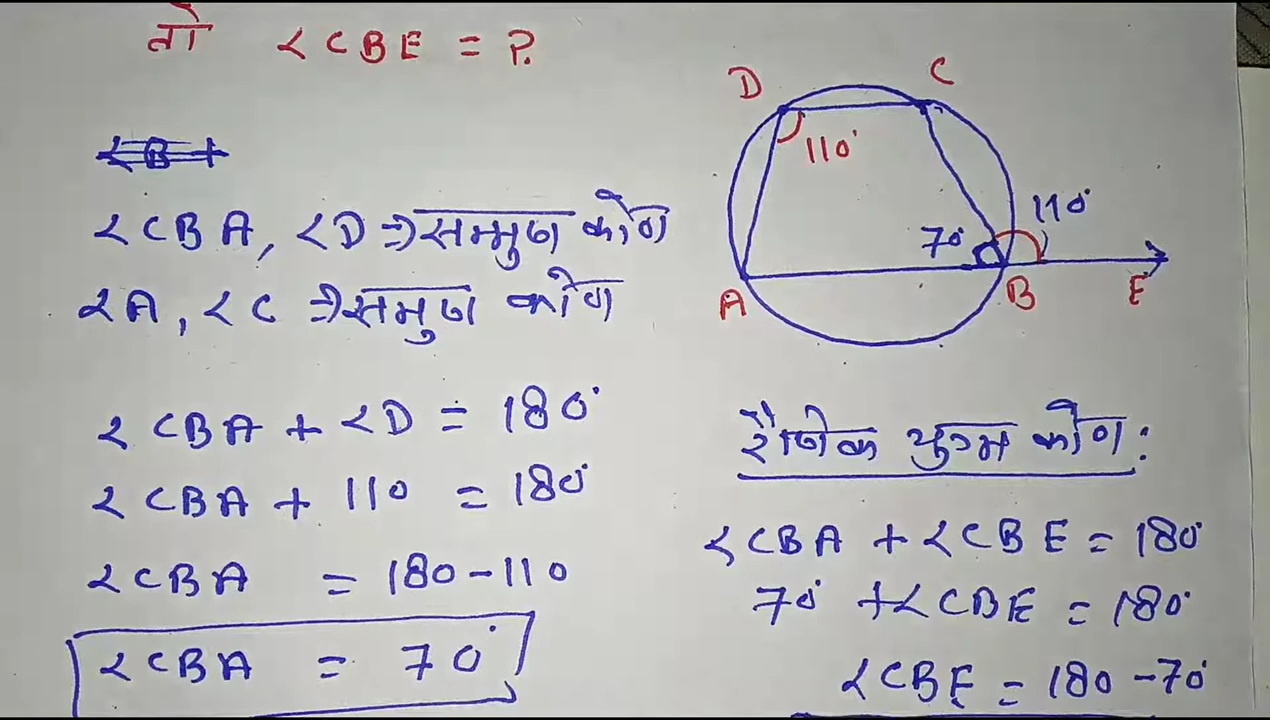 तो ∠CBE = ?
∠B +
∠CBA, ∠D ⇒ सम्मुख कोण
∠A, ∠C ⇒ समुख कोण
∠CBA + ∠D = 180°
∠CBA + 110 = 180°
∠CBA = 180-110
∠CBA = 70°
D
C
110°
110°
70°
A
B
E
रैखिक युग्म कोण:
∠CBA + ∠CBE = 180°
70° + ∠CBE = 180°
∠CBE = 180-70°